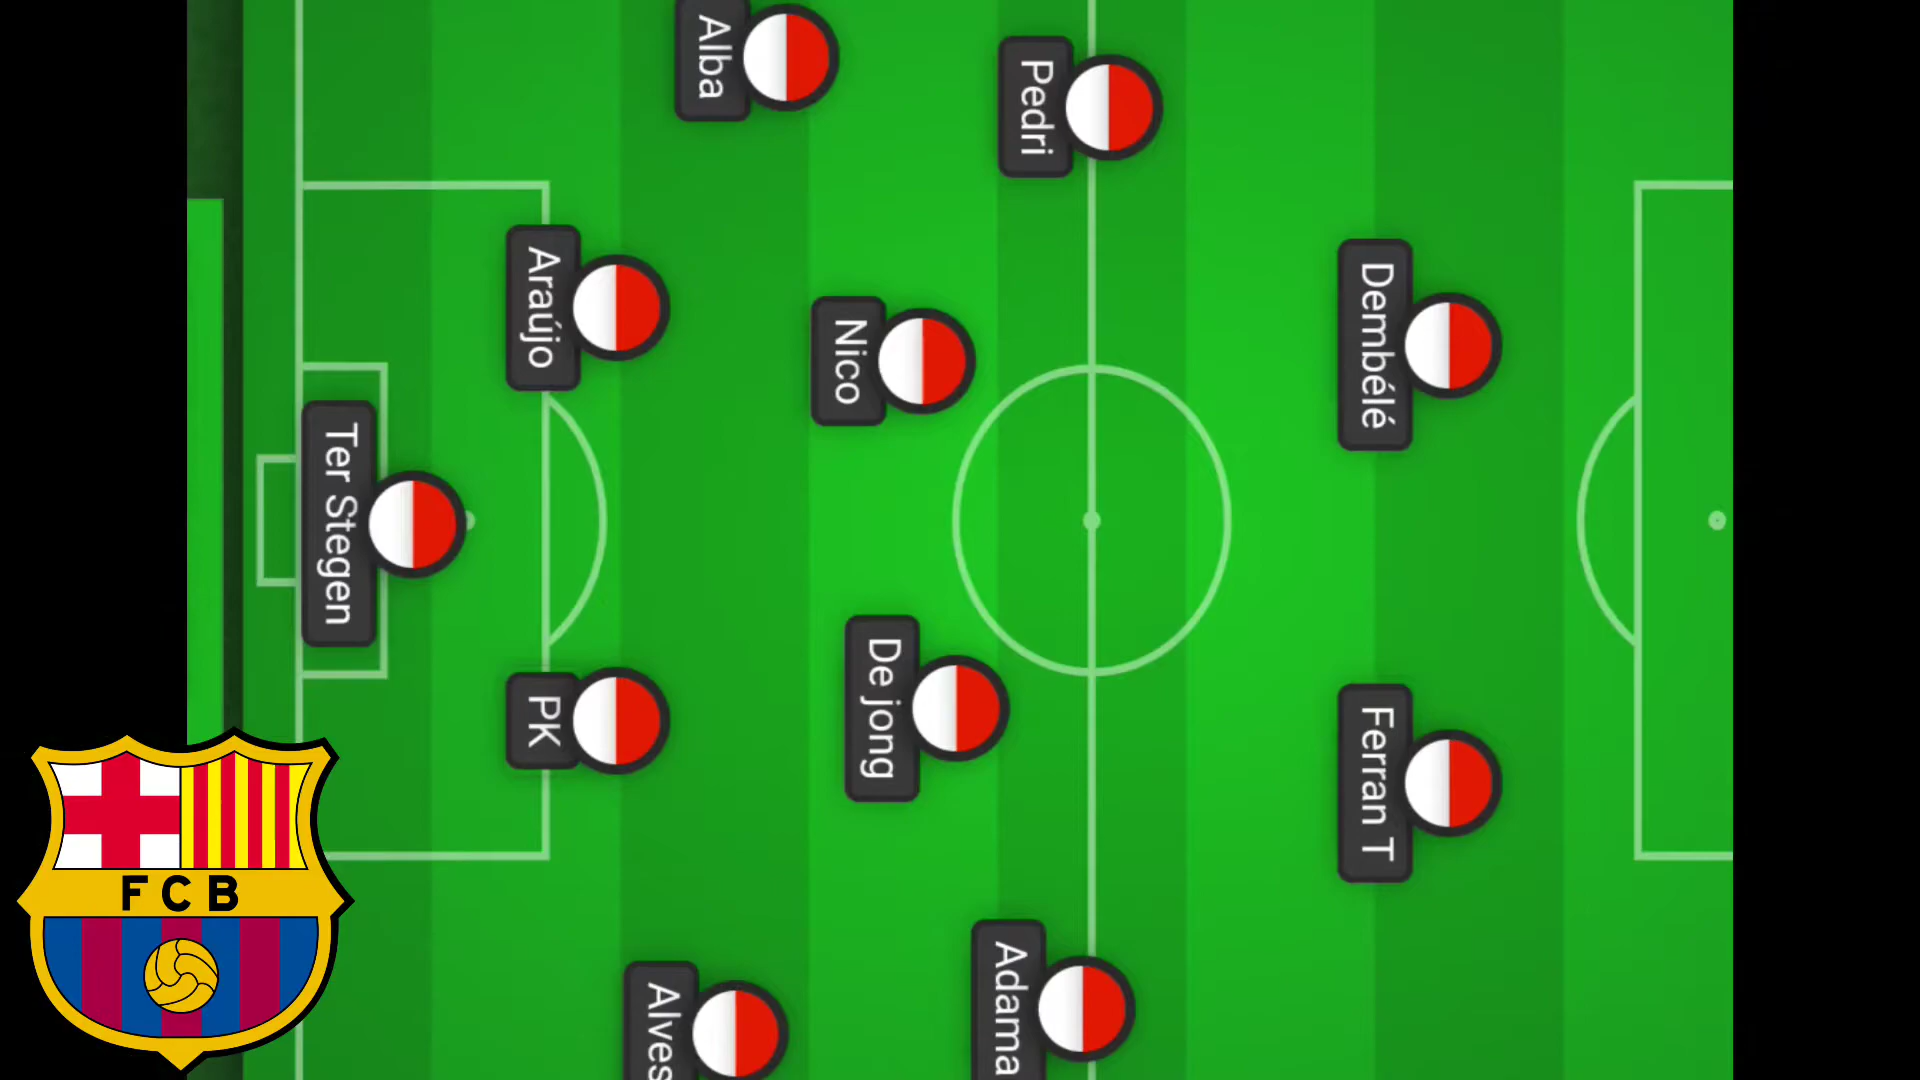 Alba
Pedri
Araújo
Nico
Dembélé
Ter Stegen
PK
De jong
Ferran T
Alves
Adama
FCB